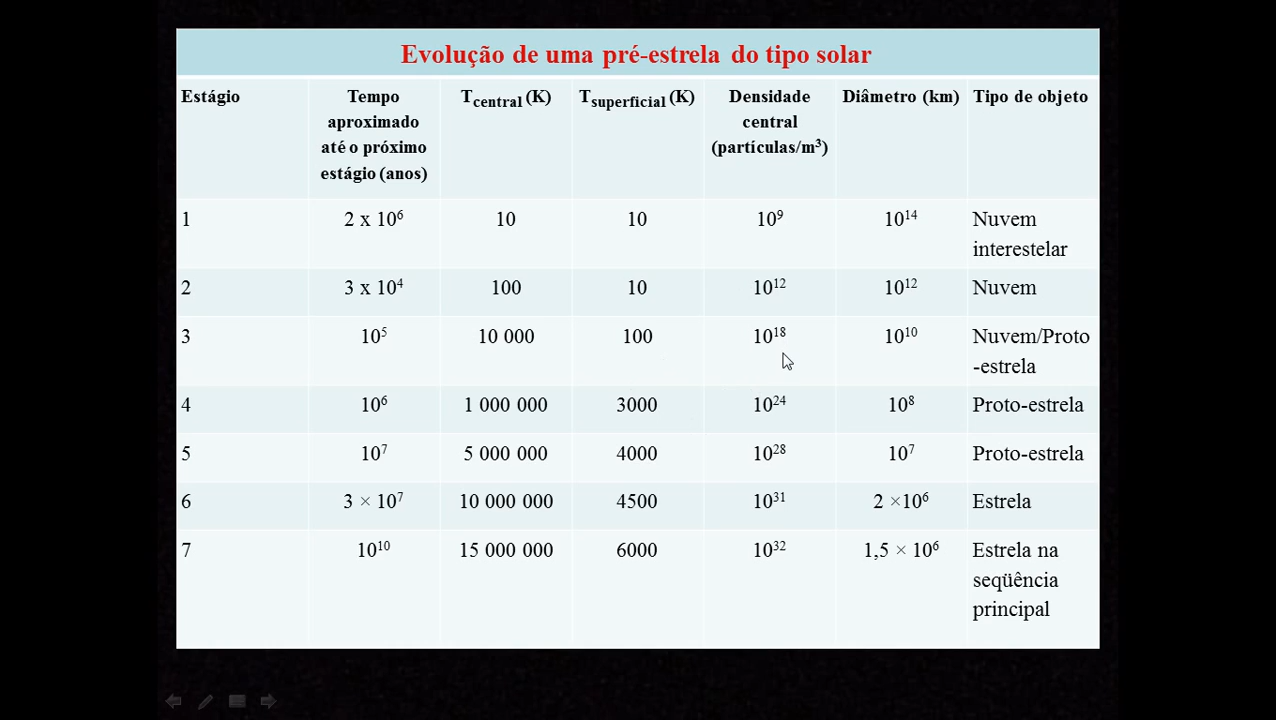 Evolução de uma pré-estrela do tipo solar
Estágio Tempo aproximado até o próximo estágio (anos) Tcentral (K) Tsuperficial (K) Densidade central (partículas/m³) Diâmetro (km) Tipo de objeto
1 2 x 10⁶ 10 10 10⁹ 10¹⁴ Nuvem interestelar
2 3 x 10⁴ 100 10 10¹² 10¹² Nuvem
3 10⁵ 10 000 100 10¹⁸ 10¹⁰ Nuvem/Proto-estrela
4 10⁶ 1 000 000 3000 10²⁴ 10⁸ Proto-estrela
5 10⁷ 5 000 000 4000 10²⁸ 10⁷ Proto-estrela
6 3 × 10⁷ 10 000 000 4500 10³¹ 2 ×10⁶ Estrela
7 10¹⁰ 15 000 000 6000 10³² 1,5 × 10⁶ Estrela na seqüência principal